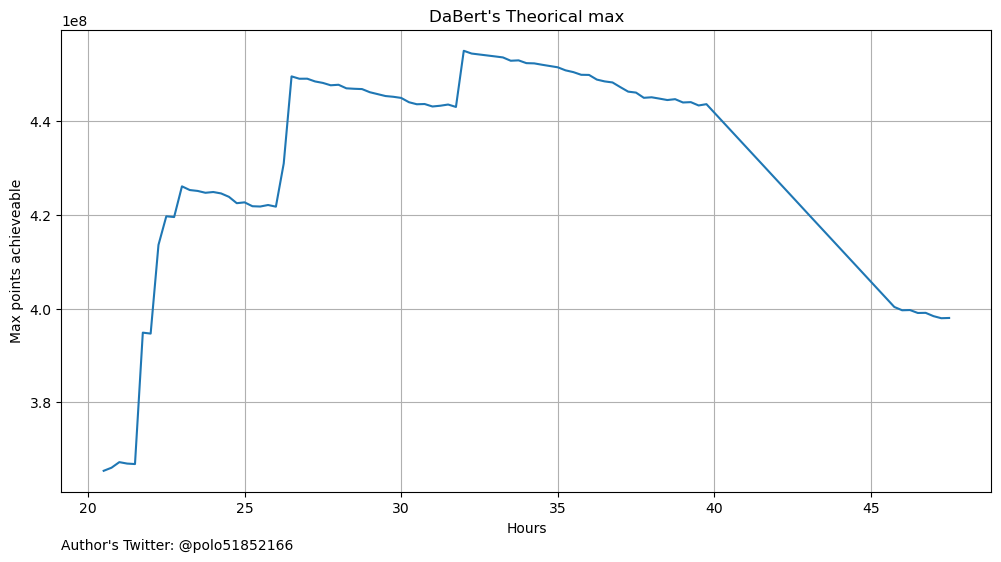 DaBert's Theorical max
1e8
4.4
4.2
4.0
3.8
Max points achieveable
20 25 30 35 40 45
Hours
Author's Twitter: @polo51852166